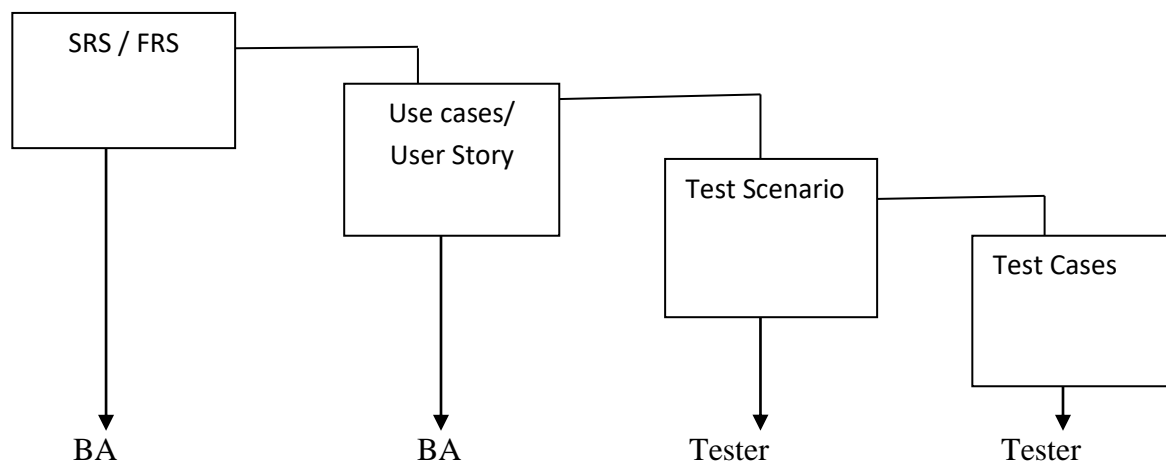 SRS / FRS
Use cases/
User Story
Test Scenario
Test Cases
BA
BA
Tester
Tester